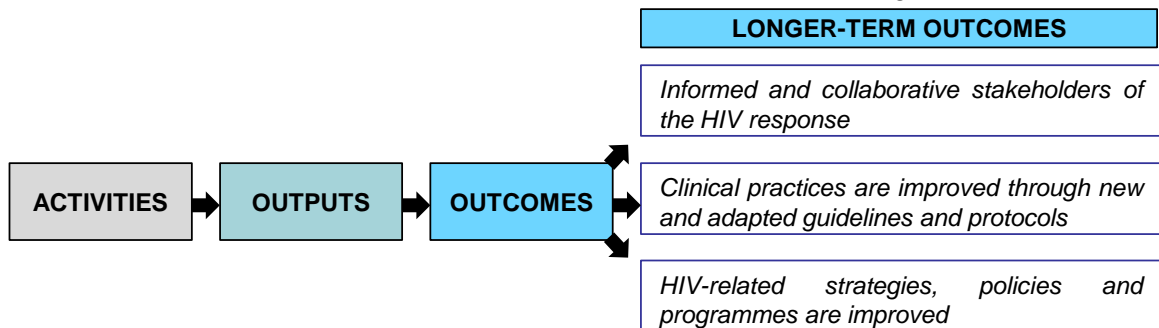 LONGER-TERM OUTCOMES
Informed and collaborative stakeholders of
the HIV response
ACTIVITIES
OUTPUTS
OUTCOMES
Clinical practices are improved through new
and adapted guidelines and protocols
HIV-related strategies, policies and
programmes are improved